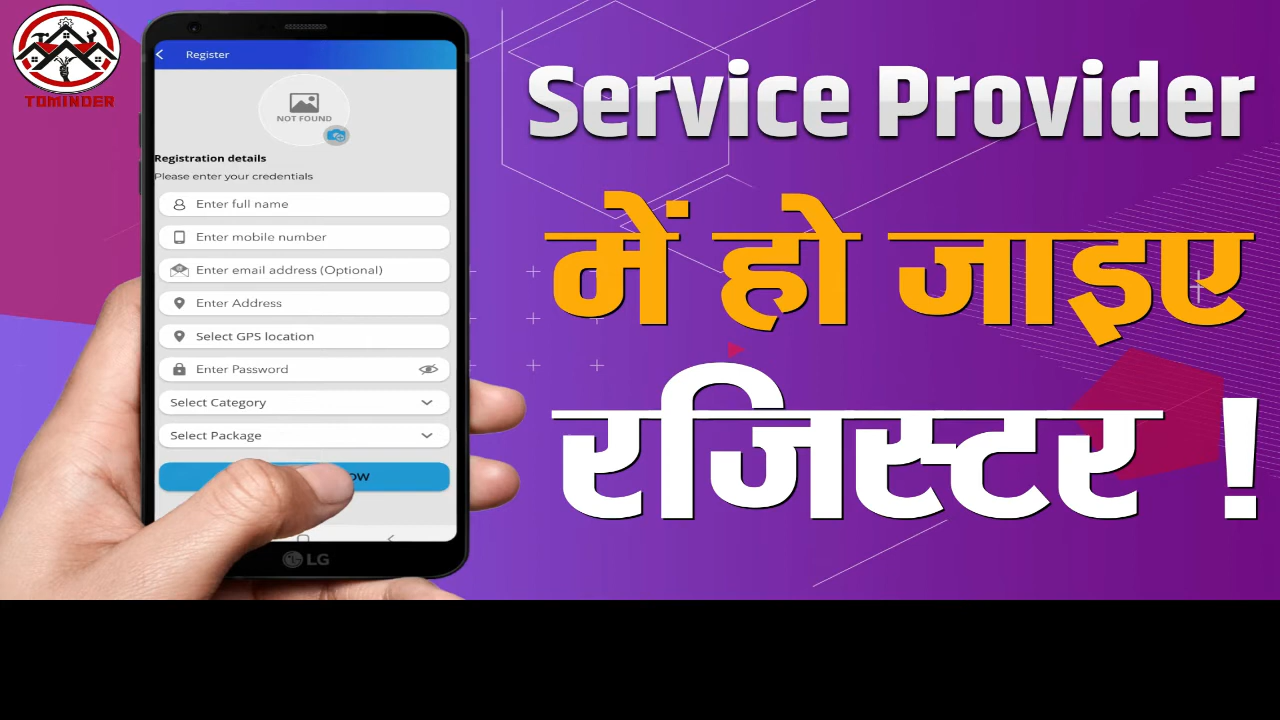 TOMINDER
Register
NOT FOUND
Registration details
Please enter your credentials
Enter full name
Enter mobile number
Enter email address (Optional)
Enter Address
Select GPS location
Enter Password
Select Category
Select Package
LG
Service Provider
में हो जाइए
रजिस्टर !